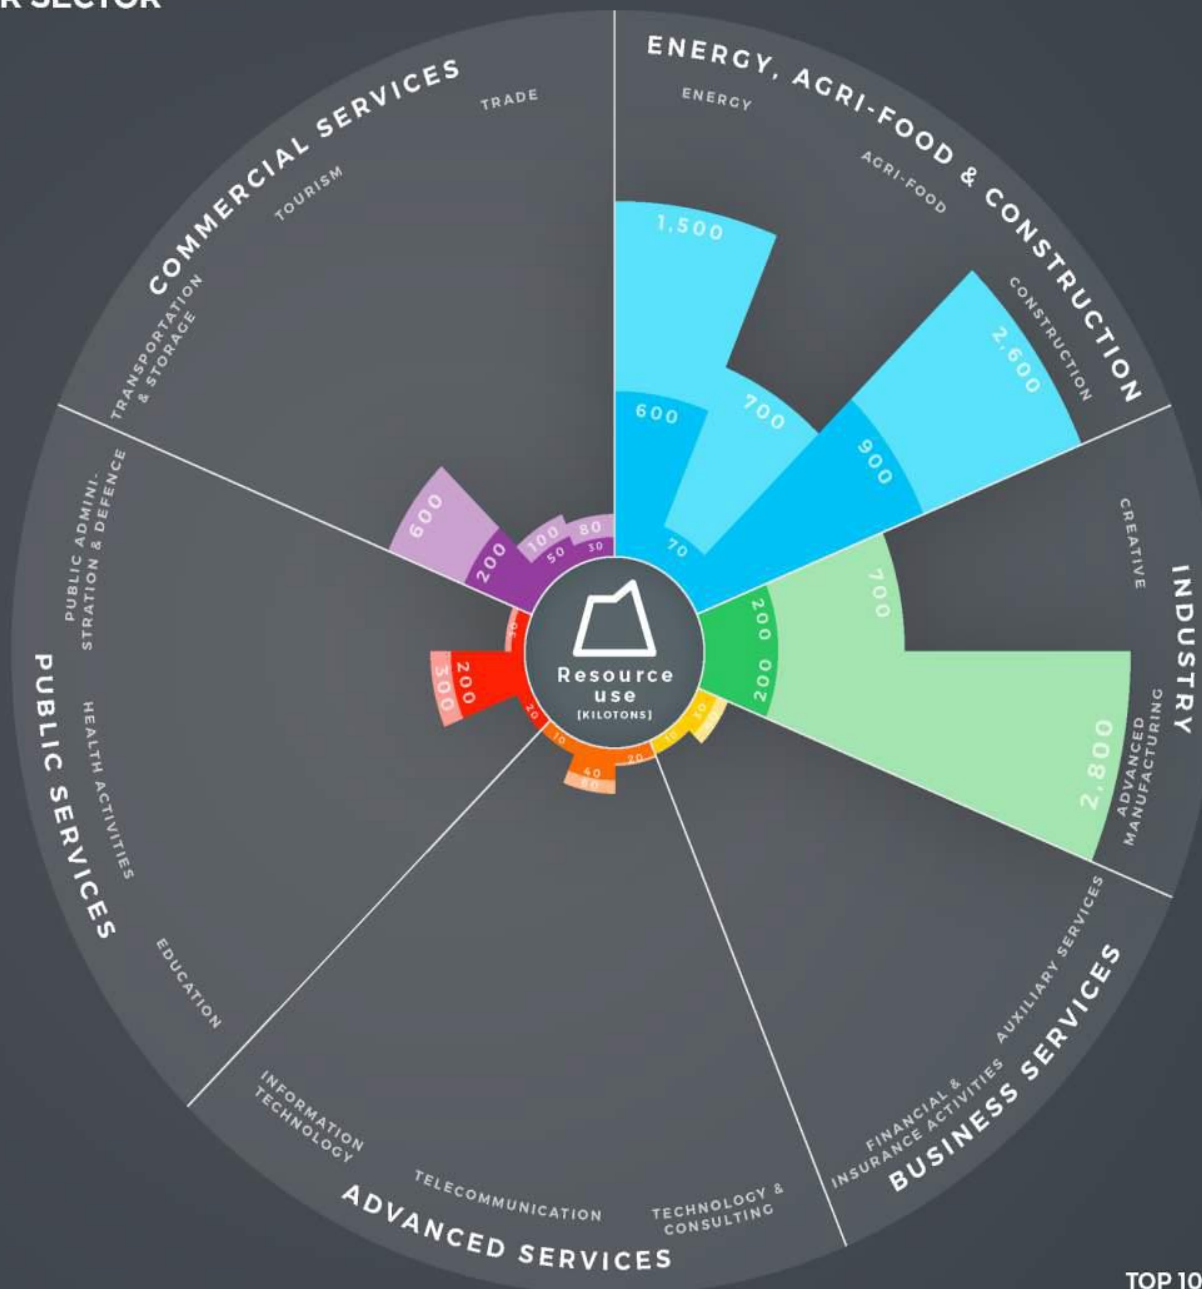 R SECTOR
COMMERCIAL SERVICES
TRADE
TOURISM
TRANSPORTATION
& STORAGE
ENERGY, AGRI-FOOD & CONSTRUCTION
ENERGY
AGRI-FOOD
CONSTRUCTION
1,500
600
700
70
2,600
900
INDUSTRY
CREATIVE
ADVANCED
MANUFACTURING
700
200
200
2,800
BUSINESS SERVICES
AUXILIARY SERVICES
FINANCIAL &
INSURANCE ACTIVITIES
30
10
ADVANCED SERVICES
TECHNOLOGY &
CONSULTING
TELECOMMUNICATION
INFORMATION
TECHNOLOGY
20
40
10
PUBLIC SERVICES
EDUCATION
HEALTH ACTIVITIES
PUBLIC ADMINI-
STRATION & DEFENCE
20
300
200
600
200
100
50
80
30
Resource
use
[KILOTONS]
TOP 10